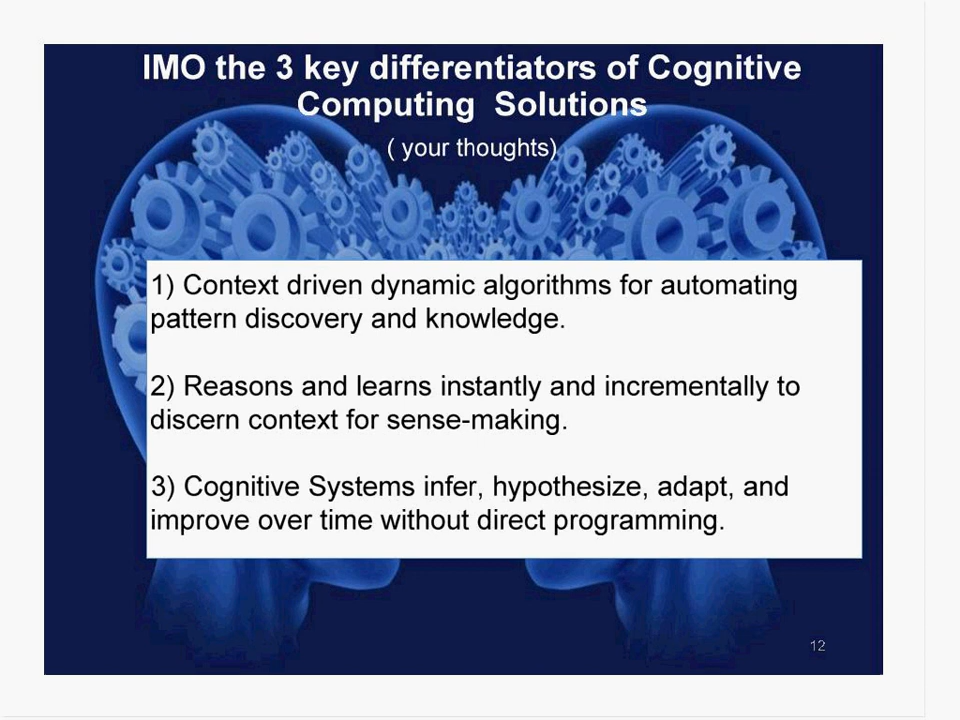 IMO the 3 key differentiators of Cognitive
Computing Solutions
( your thoughts)
1) Context driven dynamic algorithms for automating
pattern discovery and knowledge.
2) Reasons and learns instantly and incrementally to
discern context for sense-making.
3) Cognitive Systems infer, hypothesize, adapt, and
improve over time without direct programming.
12